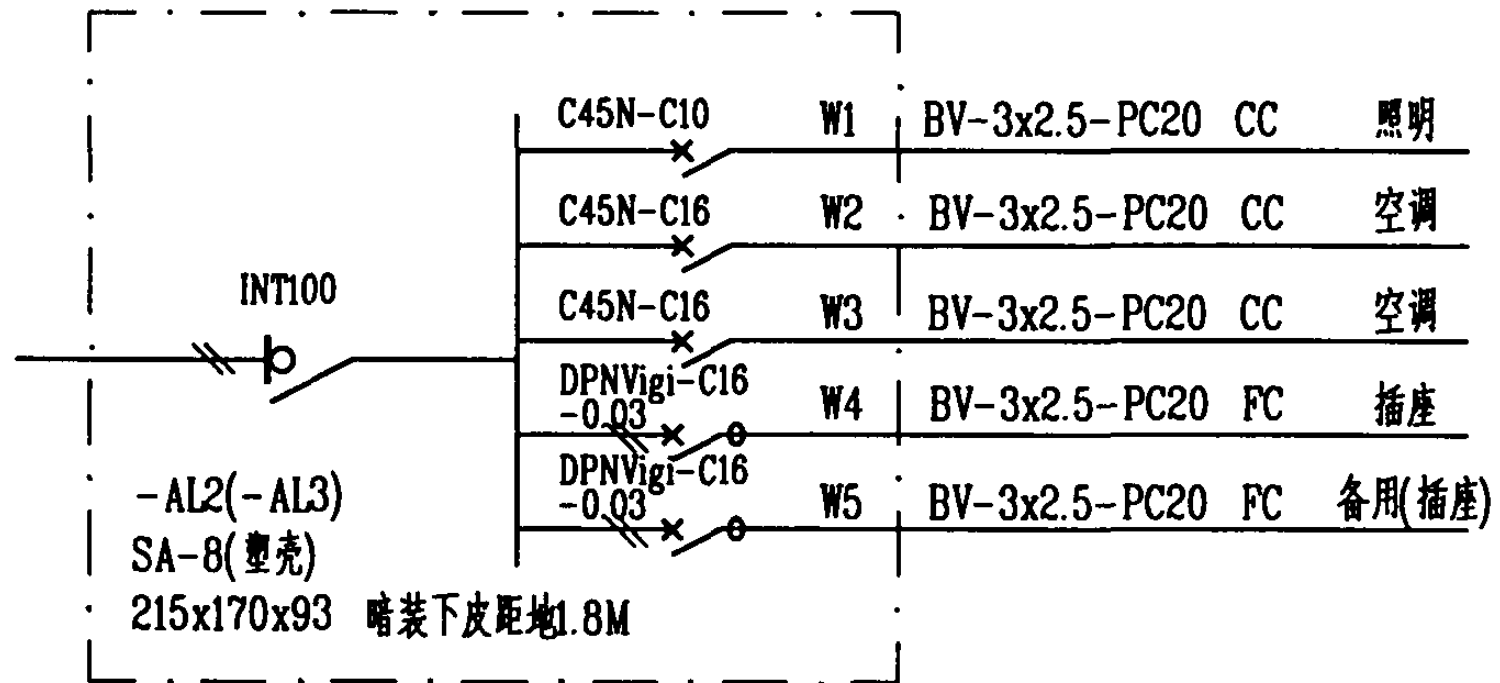 C45N-C10 W1 BV-3x2.5-PC20 CC 照明
C45N-C16 W2 BV-3x2.5-PC20 CC 空调
INT100
C45N-C16 W3 BV-3x2.5-PC20 CC 空调
DPNVigi-C16
-0.03 W4 BV-3x2.5-PC20 FC 插座
DPNVigi-C16
-0.03 W5 BV-3x2.5-PC20 FC 备用(插座)
-AL2(-AL3)
SA-8(塑壳)
215x170x93 暗装下皮距地1.8M